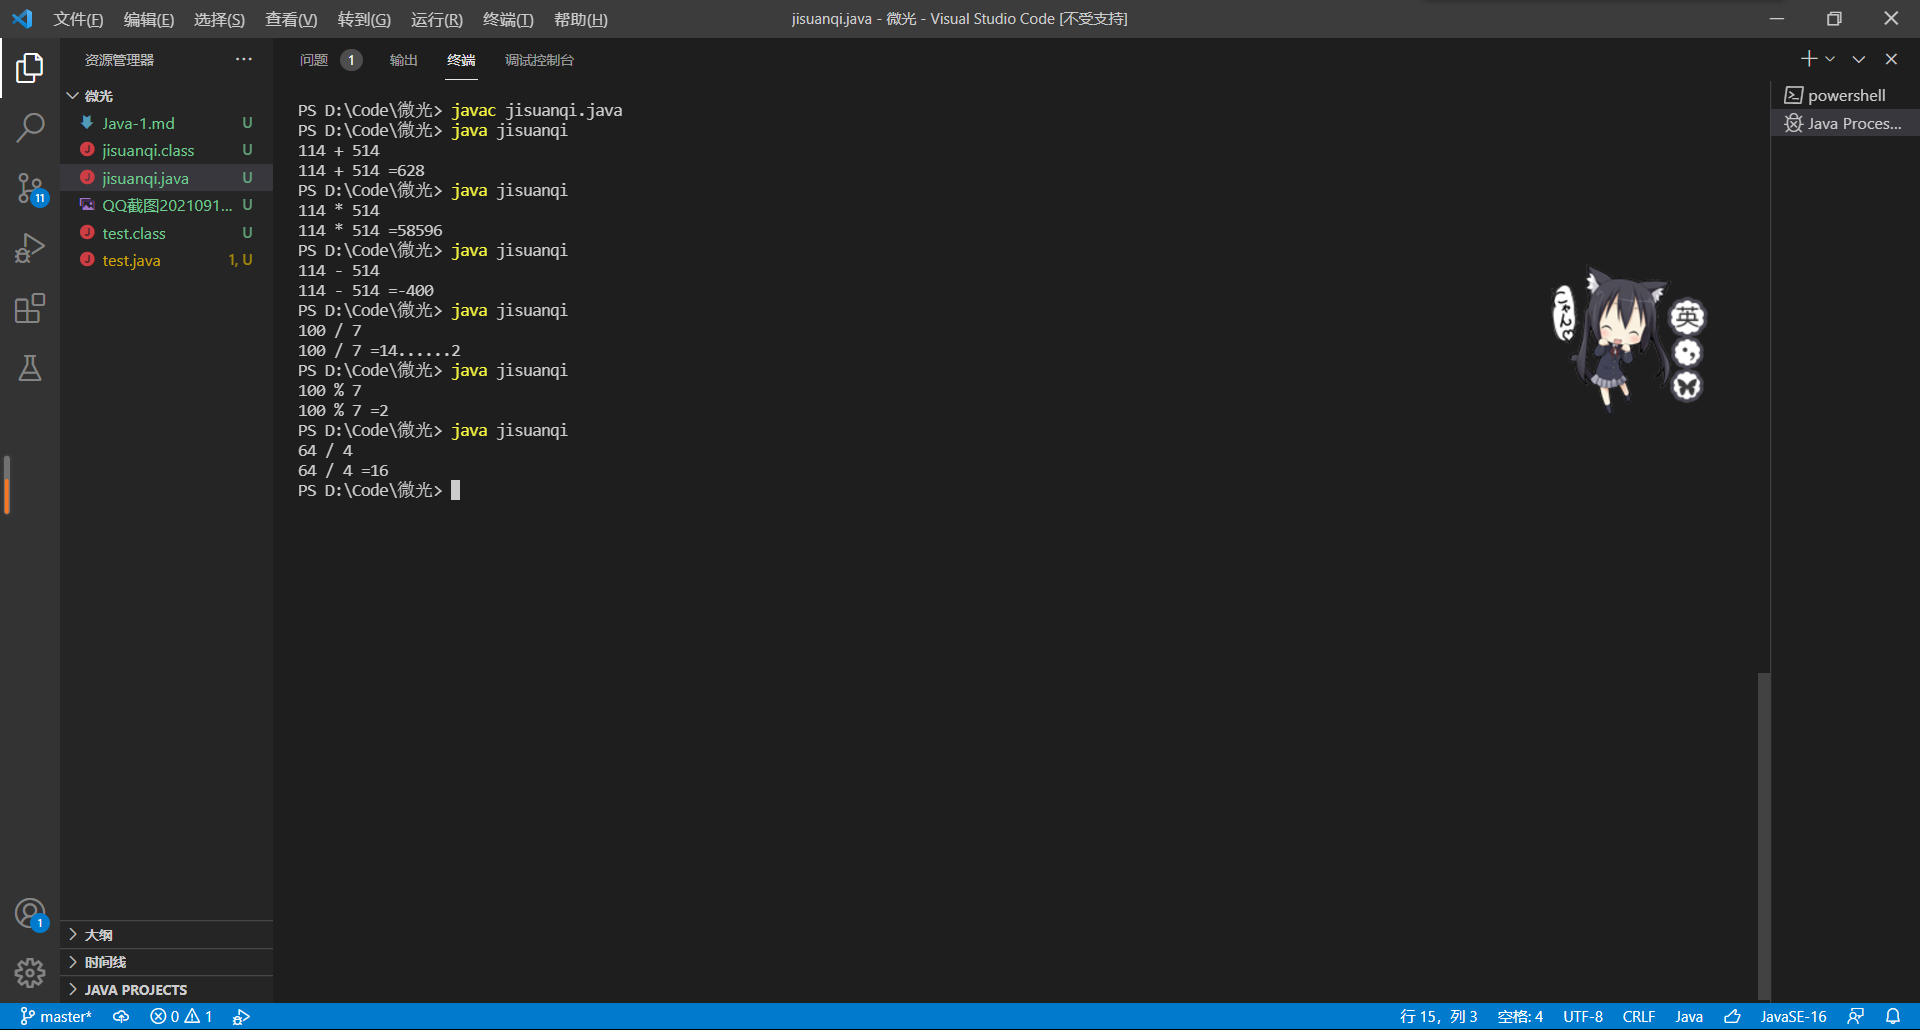 文件(F) 编辑(E) 选择(S) 查看(V) 转到(G) 运行(R) 终端(T) 帮助(H) jisuanqi.java - 微光 - Visual Studio Code [不受支持]
资源管理器 ···
微光
Java-1.md U
jisuanqi.class U
jisuanqi.java U
QQ截图2021091... U
test.class U
test.java 1, U
11
1
大纲
时间线
JAVA PROJECTS
问题 1 输出 终端 调试控制台
PS D:\Code\微光> javac jisuanqi.java
PS D:\Code\微光> java jisuanqi
114 + 514
114 + 514 =628
PS D:\Code\微光> java jisuanqi
114 * 514
114 * 514 =58596
PS D:\Code\微光> java jisuanqi
114 - 514
114 - 514 =-400
PS D:\Code\微光> java jisuanqi
100 / 7
100 / 7 =14......2
PS D:\Code\微光> java jisuanqi
100 % 7
100 % 7 =2
PS D:\Code\微光> java jisuanqi
64 / 4
64 / 4 =16
PS D:\Code\微光>
powershell
Java Proces...
英
master* 0 1 行 15，列 3 空格: 4 UTF-8 CRLF Java JavaSE-16